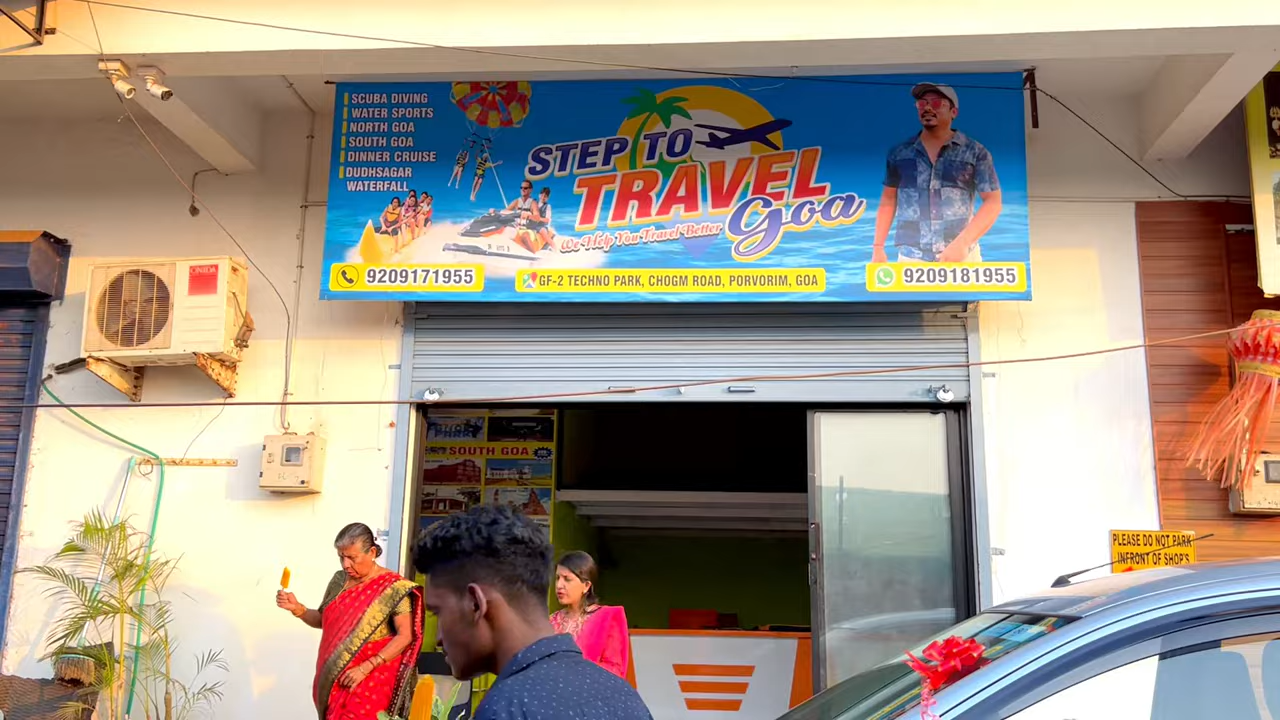 SCUBA DIVING
WATER SPORTS
NORTH GOA
SOUTH GOA
DINNER CRUISE
DUDHSAGAR
WATERFALL
STEP TO
TRAVEL
Goa
We Help You Travel Better
9209171955
GF-2 TECHNO PARK, CHOGM ROAD, PORVORIM, GOA
9209181955
ONIDA
SOUTH GOA
PLEASE DO NOT PARK
INFRONT OF SHOP'S